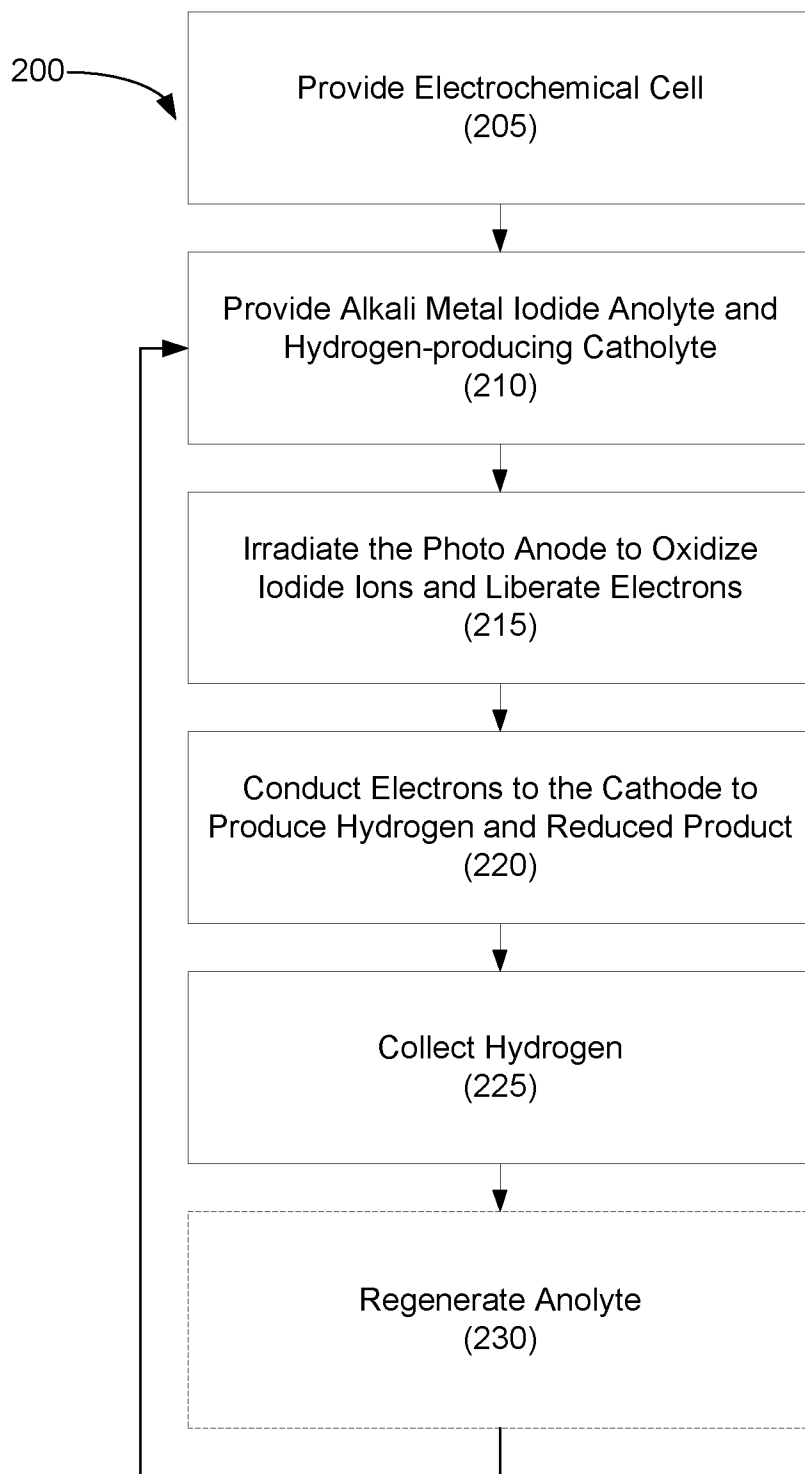 200
Provide Electrochemical Cell
(205)
Provide Alkali Metal Iodide Anolyte and
Hydrogen-producing Catholyte
(210)
Irradiate the Photo Anode to Oxidize
Iodide Ions and Liberate Electrons
(215)
Conduct Electrons to the Cathode to
Produce Hydrogen and Reduced Product
(220)
Collect Hydrogen
(225)
Regenerate Anolyte
(230)